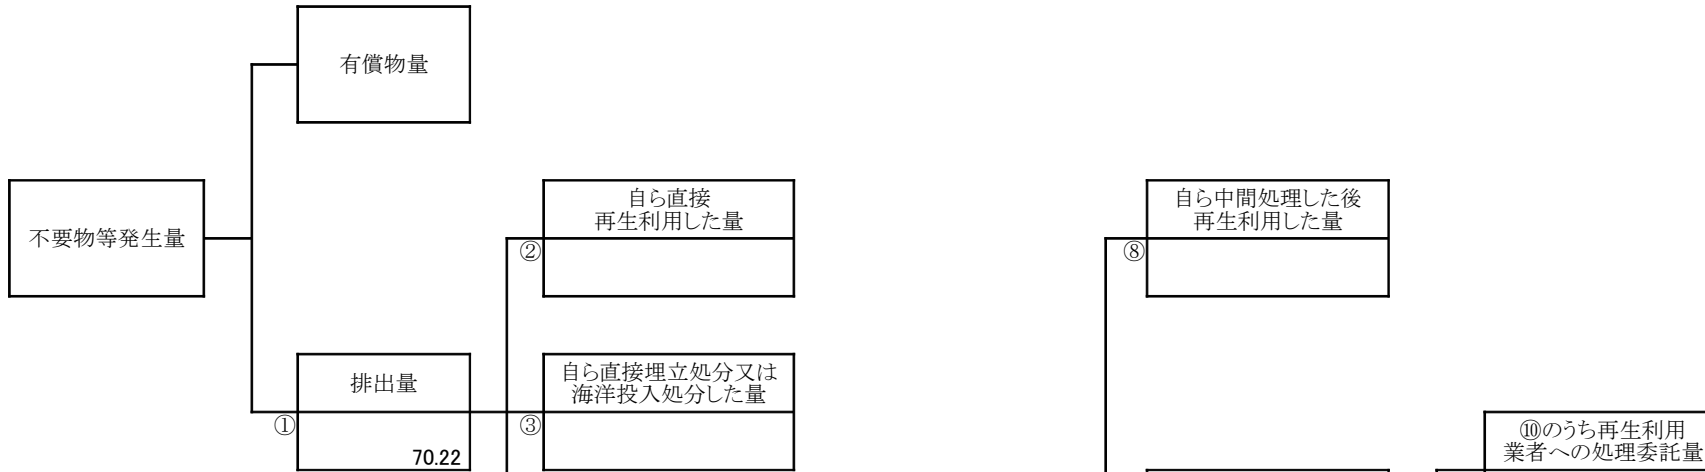 有償物量
不要物等発生量
自ら直接
再生利用した量
②
自ら中間処理した後
再生利用した量
⑧
排出量
①
70.22
自ら直接埋立処分又は
海洋投入処分した量
③
⑩のうち再生利用
業者への処理委託量